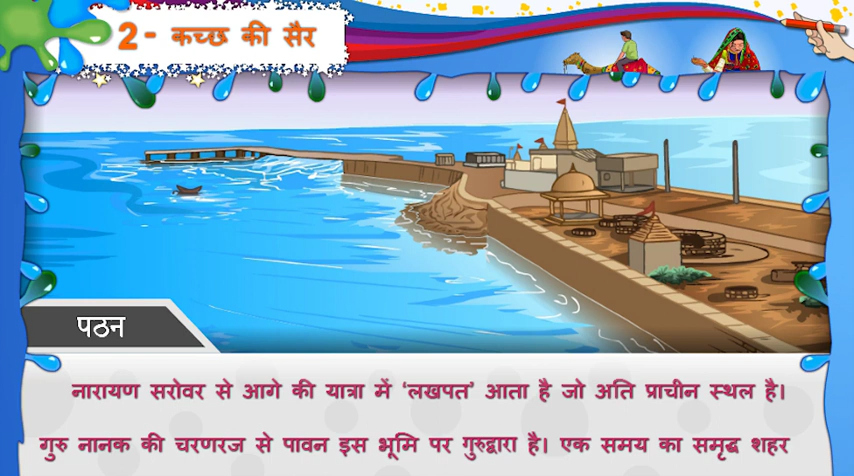 2- कच्छ की सैर
पठन
नारायण सरोवर से आगे की यात्रा में ‘लखपत’ आता है जो अति प्राचीन स्थल है।
गुरु नानक की चरणरज से पावन इस भूमि पर गुरुद्वारा है। एक समय का समृद्ध शहर